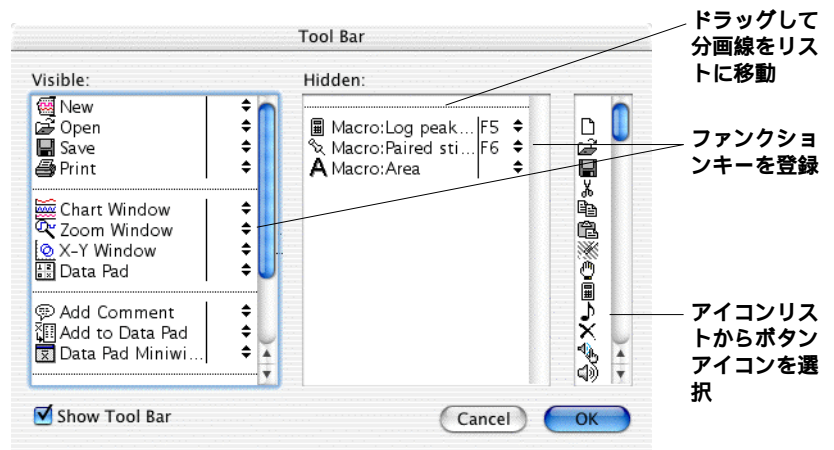 Tool Bar
Visible:
New
Open
Save
Print
Chart Window
Zoom Window
X-Y Window
Data Pad
Add Comment
Add to Data Pad
Data Pad Miniwi...
Hidden:
Macro:Log peak... F5
Macro:Paired sti... F6
Macro:Area
Show Tool Bar
Cancel
OK
ドラッグして
分画線をリス
トに移動
ファンクショ
ンキーを登録
アイコンリス
トからボタン
アイコンを選
択